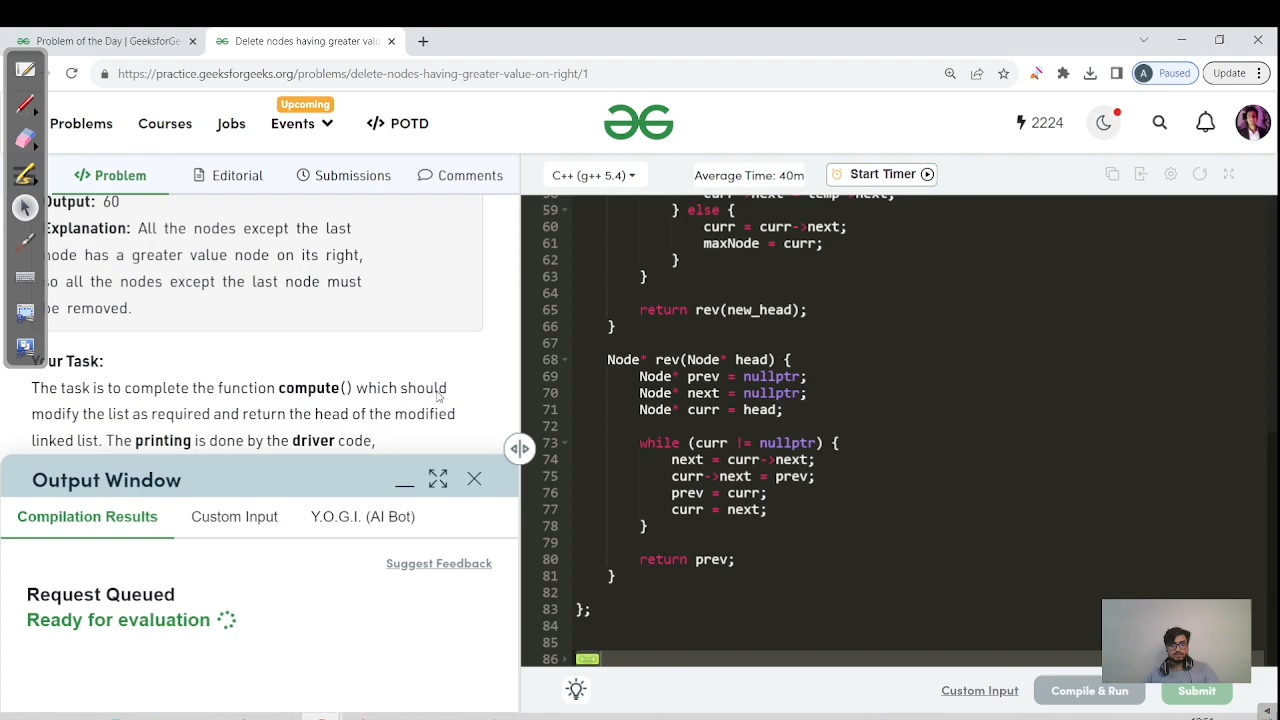 Problem of the Day | GeeksforGe
Delete nodes having greater valu
https://practice.geeksforgeeks.org/problems/delete-nodes-having-greater-value-on-right/1
A Paused
Update
Upcoming
Problems
Courses
Jobs
Events
</> POTD
2224
</> Problem
Editorial
Submissions
Comments
C++ (g++ 5.4)
Average Time: 40m
Start Timer
Output: 60
Explanation: All the nodes except the last
node has a greater value node on its right,
so all the nodes except the last node must
be removed.
Your Task:
The task is to complete the function compute() which should
modify the list as required and return the head of the modified
linked list. The printing is done by the driver code,
Output Window
Compilation Results
Custom Input
Y.O.G.I. (AI Bot)
Suggest Feedback
Request Queued
Ready for evaluation
58 curr->next = temp->next;
59 } else {
60 curr = curr->next;
61 maxNode = curr;
62 }
63 }
64
65 return rev(new_head);
66 }
67
68 Node* rev(Node* head) {
69 Node* prev = nullptr;
70 Node* next = nullptr;
71 Node* curr = head;
72
73 while (curr != nullptr) {
74 next = curr->next;
75 curr->next = prev;
76 prev = curr;
77 curr = next;
78 }
79
80 return prev;
81 }
82
83 };
84
85
86
Custom Input
Compile & Run
Submit